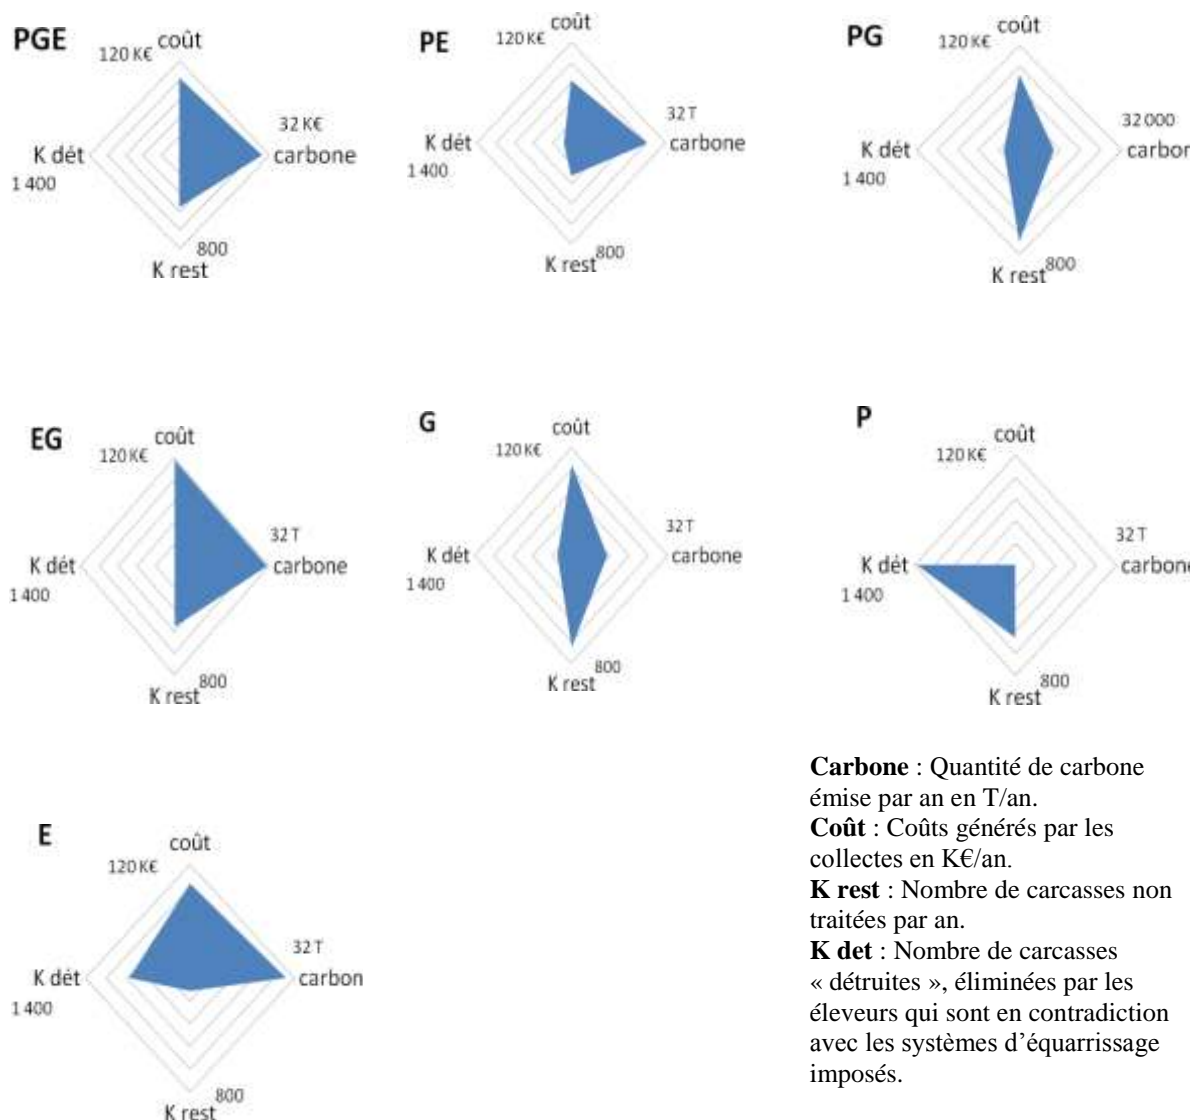 PGE
coût
120 K€
32 K€
K dét
carbone
1 400
800
K rest
PE
coût
120 K€
32 T
K dét
carbone
1 400
800
K rest
PG
coût
120 K€
32 000
K dét
carbor
1 400
800
K rest
EG
coût
120 K€
32 T
K dét
carbone
1 400
800
K rest
G
coût
120 K€
32 T
K dét
carbone
1 400
800
K rest
P
coût
120 K€
32 T
K dét
carbone
1 400
800
K rest
E
coût
120 K€
32 T
K dét
carbon
1 400
800
K rest
Carbone : Quantité de carbone
émise par an en T/an.
Coût : Coûts générés par les
collectes en K€/an.
K rest : Nombre de carcasses non
traitées par an.
K det : Nombre de carcasses
« détruites », éliminées par les
éleveurs qui sont en contradiction
avec les systèmes d’équarrissage
imposés.